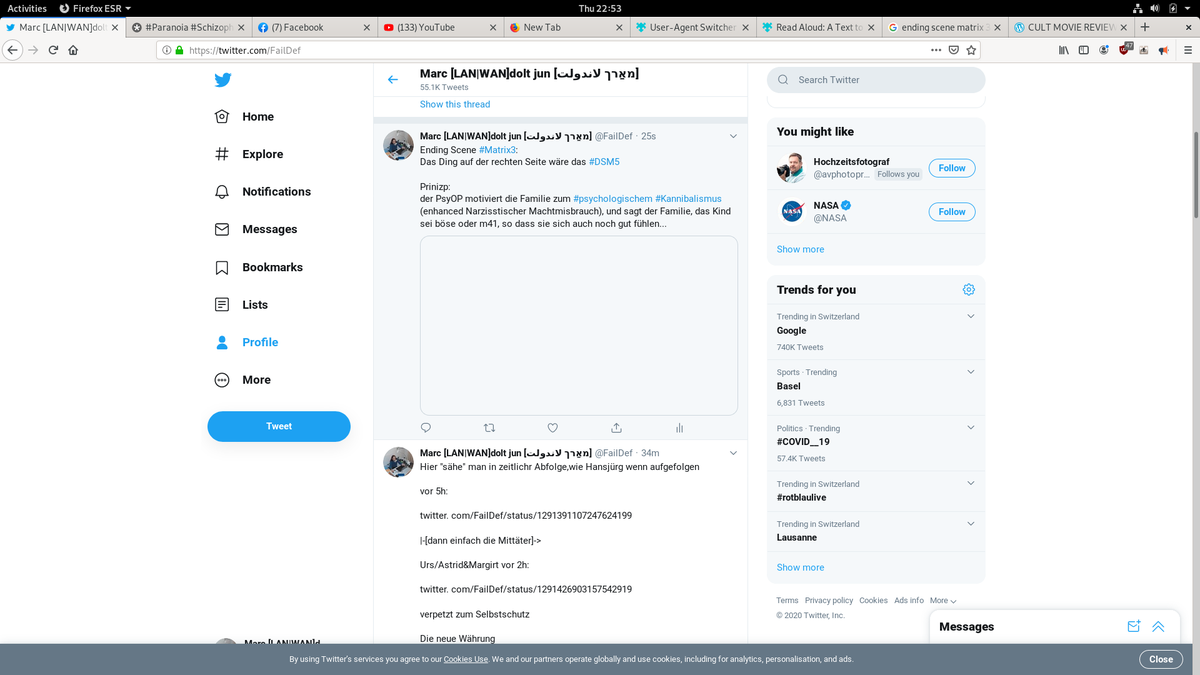 Activities
Firefox ESR
Thu 22:53
Marc [LAN|WAN]dolt
#Paranoia #Schizoph
(7) Facebook
(133) YouTube
New Tab
User-Agent Switcher
Read Aloud: A Text to
ending scene matrix 3
CULT MOVIE REVIEW
https://twitter.com/FailDef
Home
Explore
Notifications
Messages
Bookmarks
Lists
Profile
More
Tweet
Marc [LAN|WAN]dolt jun [מאַרך לאנدولت]
55.1K Tweets
Show this thread
Marc [LAN|WAN]dolt jun [מאַרך لاندولت] @FailDef · 25s
Ending Scene #Matrix3:
Das Ding auf der rechten Seite wäre das #DSM5
Prinizp:
der PsyOP motiviert die Familie zum #psychologischem #Kannibalismus
(enhanced Narzisstischer Machtmisbrauch), und sagt der Familie, das Kind
sei böse oder m41, so dass sie sich auch noch gut fühlen...
Marc [LAN|WAN]dolt jun [מאַרך لاندولت] @FailDef · 34m
Hier "sähe" man in zeitlichr Abfolge,wie Hansjürg wenn aufgefolgen
vor 5h:
twitter. com/FailDef/status/1291391107247624199
|-[dann einfach die Mittäter]->
Urs/Astrid&Margirt vor 2h:
twitter. com/FailDef/status/1291426903157542919
verpetzt zum Selbstschutz
Die neue Währung
Search Twitter
You might like
Hochzeitsfotograf
@avphotopr... Follows you
Follow
NASA
@NASA
Follow
Show more
Trends for you
Trending in Switzerland
Google
740K Tweets
Sports · Trending
Basel
6,831 Tweets
Politics · Trending
#COVID__19
57.4K Tweets
Trending in Switzerland
#rotblaulive
Trending in Switzerland
Lausanne
Show more
Terms Privacy policy Cookies Ads info More
© 2020 Twitter, Inc.
Messages
Marc [LAN|WAN]d
By using Twitter's services you agree to our Cookies Use. We and our partners operate globally and use cookies, including for analytics, personalisation, and ads.
Close